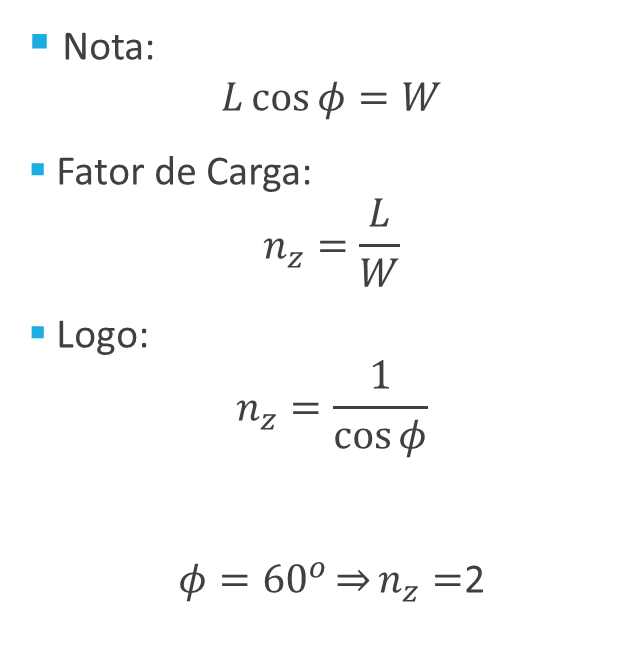 Nota:
L cos ϕ = W
Fator de Carga:
n_z = L/W
Logo:
n_z = 1/cos ϕ
ϕ = 60° ⇒ n_z =2